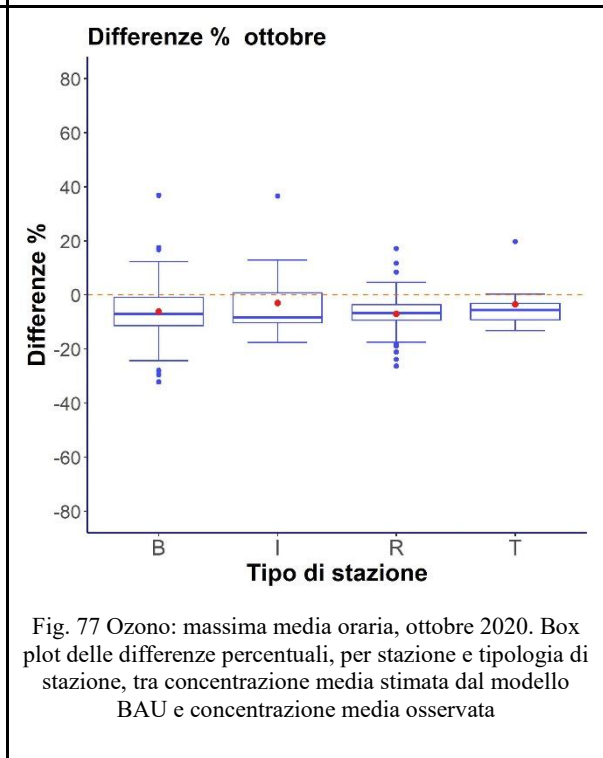 Differenze % ottobre
80
60
40
20
0
-20
-40
-60
-80
Differenze %
B I R T
Tipo di stazione
Fig. 77 Ozono: massima media oraria, ottobre 2020. Box
plot delle differenze percentuali, per stazione e tipologia di
stazione, tra concentrazione media stimata dal modello
BAU e concentrazione media osservata